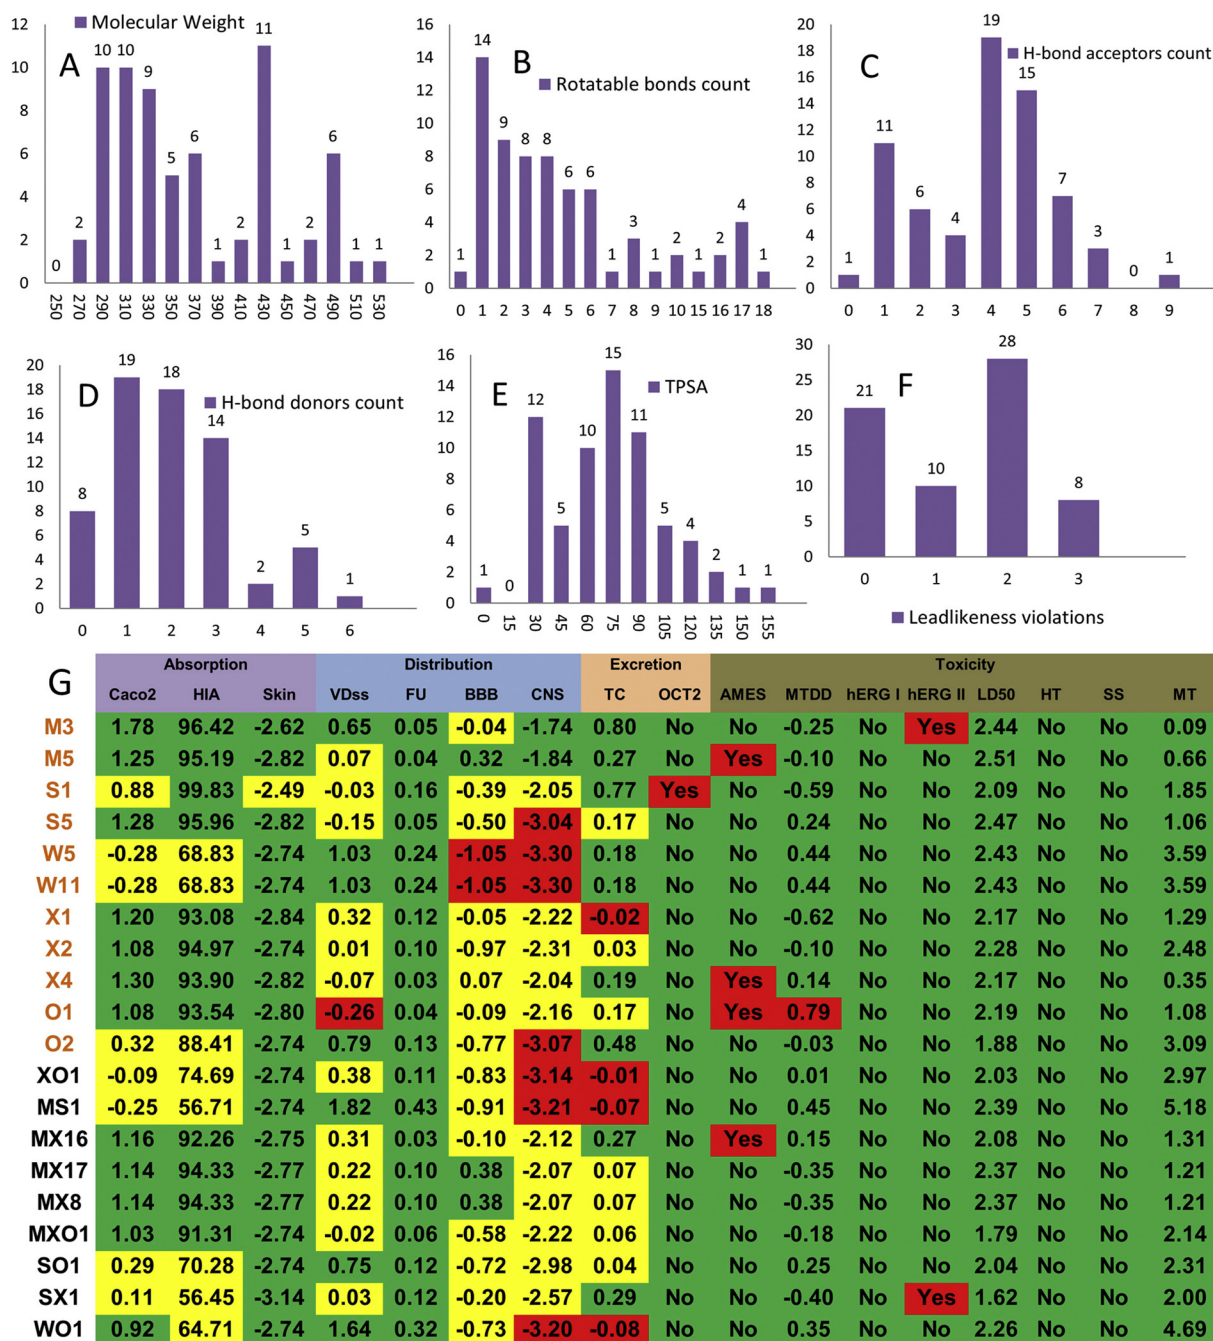 Molecular Weight
A
12
10
8
6
4
2
0
0 2 10 10 9 5 6 1 2 11 1 2 6 1 1
250 270 290 310 330 350 370 390 410 430 450 470 490 510 530
B
Rotatable bonds count
16
14
12
10
8
6
4
2
0
1 14 9 8 8 6 6 1 3 1 2 1 2 4 1
0 1 2 3 4 5 6 7 8 9 10 15 16 17 18
C
H-bond acceptors count
20
18
16
14
12
10
8
6
4
2
0
1 11 6 4 19 15 7 3 0 1
0 1 2 3 4 5 6 7 8 9
D
H-bond donors count
20
18
16
14
12
10
8
6
4
2
0
8 19 18 14 2 5 1
0 1 2 3 4 5 6
E
TPSA
16
14
12
10
8
6
4
2
0
1 0 12 5 10 15 11 5 4 2 1 1
0 15 30 45 60 75 90 105 120 135 150 155
F
30
25
20
15
10
5
0
21 10 28 8
0 1 2 3
Leadlikeness violations
G
Absorption Distribution Excretion Toxicity
Caco2 HIA Skin VDss FU BBB CNS TC OCT2 AMES MTDD hERG I hERG II LD50 HT SS MT
M3 1.78 96.42 -2.62 0.65 0.05 -0.04 -1.74 0.80 No No -0.25 No Yes 2.44 No No 0.09
M5 1.25 95.19 -2.82 0.07 0.04 0.32 -1.84 0.27 No Yes -0.10 No No 2.51 No No 0.66
S1 0.88 99.83 -2.49 -0.03 0.16 -0.39 -2.05 0.77 Yes No -0.59 No No 2.09 No No 1.85
S5 1.28 95.96 -2.82 -0.15 0.05 -0.50 -3.04 0.17 No No 0.24 No No 2.47 No No 1.06
W5 -0.28 68.83 -2.74 1.03 0.24 -1.05 -3.30 0.18 No No 0.44 No No 2.43 No No 3.59
W11 -0.28 68.83 -2.74 1.03 0.24 -1.05 -3.30 0.18 No No 0.44 No No 2.43 No No 3.59
X1 1.20 93.08 -2.84 0.32 0.12 -0.05 -2.22 -0.02 No No -0.62 No No 2.17 No No 1.29
X2 1.08 94.97 -2.74 0.01 0.10 -0.97 -2.31 0.03 No No -0.10 No No 2.28 No No 2.48
X4 1.30 93.90 -2.82 -0.07 0.03 0.07 -2.04 0.19 No Yes 0.14 No No 2.17 No No 0.35
O1 1.08 93.54 -2.80 -0.26 0.04 -0.09 -2.16 0.17 No Yes 0.79 No No 2.19 No No 1.08
O2 0.32 88.41 -2.74 0.79 0.13 -0.77 -3.07 0.48 No No -0.03 No No 1.88 No No 3.09
XO1 -0.09 74.69 -2.74 0.38 0.11 -0.83 -3.14 -0.01 No No 0.01 No No 2.03 No No 2.97
MS1 -0.25 56.71 -2.74 1.82 0.43 -0.91 -3.21 -0.07 No No 0.45 No No 2.39 No No 5.18
MX16 1.16 92.26 -2.75 0.31 0.03 -0.10 -2.12 0.27 No Yes 0.15 No No 2.08 No No 1.31
MX17 1.14 94.33 -2.77 0.22 0.10 0.38 -2.07 0.07 No No -0.35 No No 2.37 No No 1.21
MX8 1.14 94.33 -2.77 0.22 0.10 0.38 -2.07 0.07 No No -0.35 No No 2.37 No No 1.21
MXO1 1.03 91.31 -2.74 -0.02 0.06 -0.58 -2.22 0.06 No No -0.18 No No 1.79 No No 2.14
SO1 0.29 70.28 -2.74 0.75 0.12 -0.72 -2.98 0.04 No No 0.25 No No 2.04 No No 2.31
SX1 0.11 56.45 -3.14 0.03 0.12 -0.20 -2.57 0.29 No No -0.40 No Yes 1.62 No No 2.00
WO1 0.92 64.71 -2.74 1.64 0.32 -0.73 -3.20 -0.08 No No 0.35 No No 2.26 No No 4.69